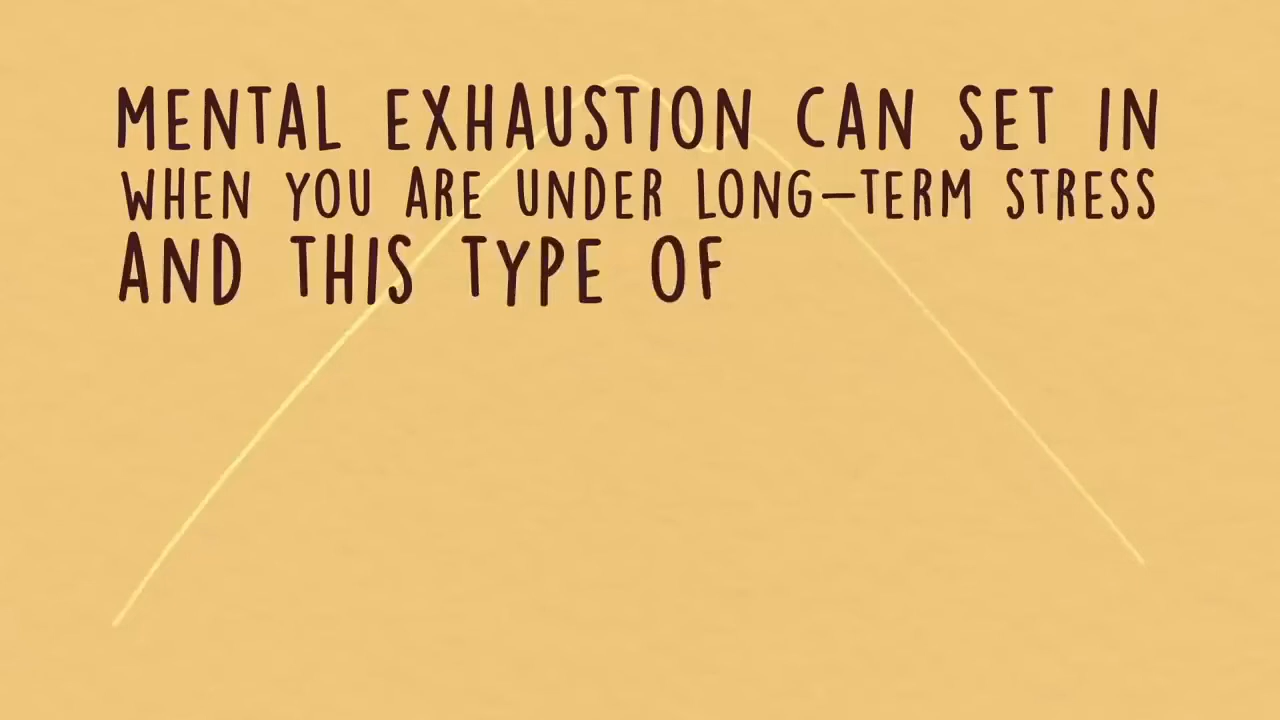 MENTAL EXHAUSTION CAN SET IN
WHEN YOU ARE UNDER LONG-TERM STRESS
AND THIS TYPE OF